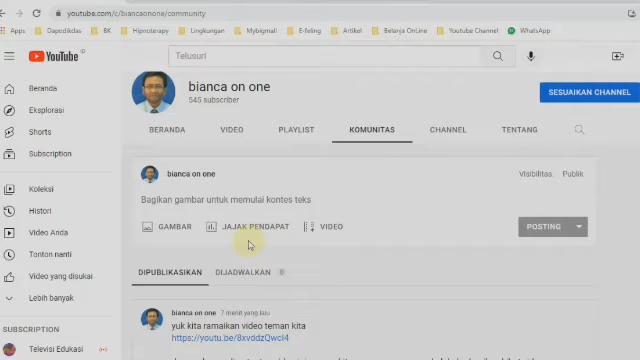 youtube.com/c/biancaonone/community
Apps Dapedidkdas BK Hiproterapy Lingkungan Mybigmall E-feling Artikel Belanja OnLine Youtube Channel WhatsApp
YouTube ID
Telusuri
Beranda
Eksplorasi
Shorts
Subscription
Koleksi
Histori
Video Anda
Tonton nanti
Video yang disukai
Lebih banyak
SUBSCRIPTION
Televisi Edukasi
bianca on one
545 subscriber
SESUAIKAN CHANNEL
BERANDA VIDEO PLAYLIST KOMUNITAS CHANNEL TENTANG
bianca on one Visibilitas: Publik
Bagikan gambar untuk memulai kontes teks
GAMBAR JAJAK PENDAPAT VIDEO POSTING
DIPUBLIKASIKAN DIJADWALKAN 0
bianca on one 7 menit yang lalu
yuk kita ramaikan video teman kita
https://youtu.be/8xvddzQwcI4